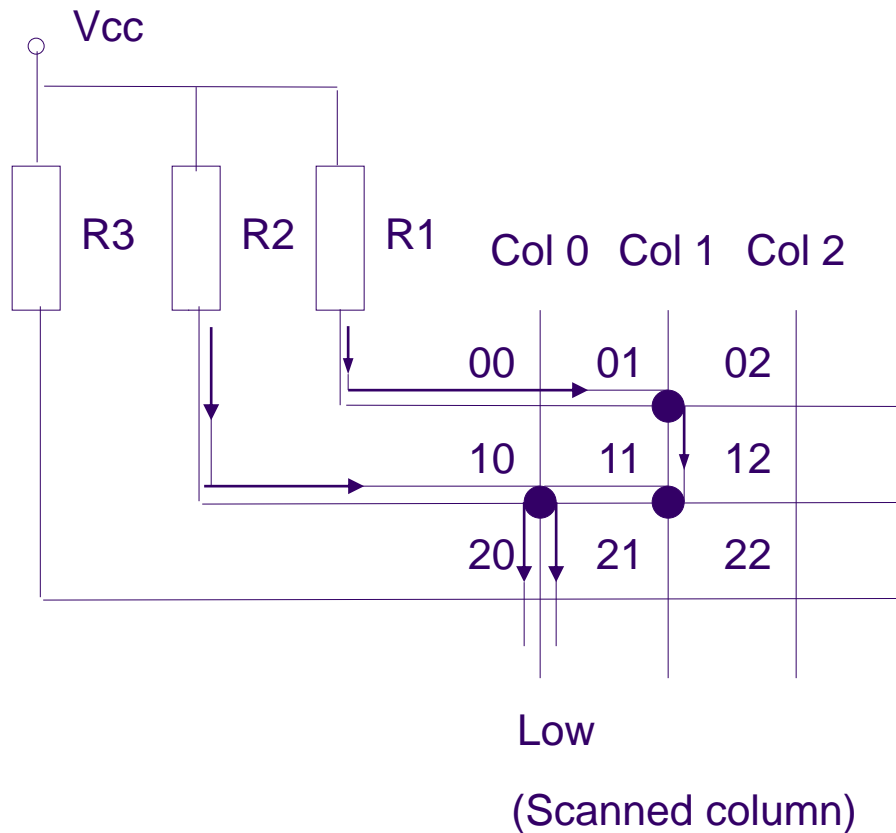 Vcc
R3 R2 R1
Col 0 Col 1 Col 2
00 01 02
10 11 12
20 21 22
Low
(Scanned column)